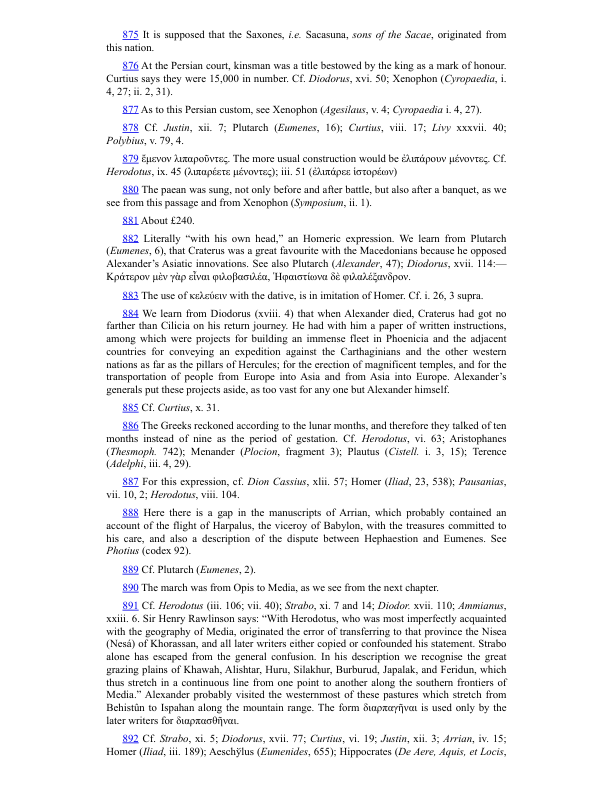 875 It is supposed that the Saxones, i.e. Sacasuna, sons of the Sacae, originated from
this nation.
876 At the Persian court, kinsman was a title bestowed by the king as a mark of honour.
Curtius says they were 15,000 in number. Cf. Diodorus, xvi. 50; Xenophon (Cyropaedia, i.
4, 27; ii. 2, 31).
877 As to this Persian custom, see Xenophon (Agesilaus, v. 4; Cyropaedia i. 4, 27).
878 Cf. Justin, xii. 7; Plutarch (Eumenes, 16); Curtius, viii. 17; Livy xxxvii. 40;
Polybius, v. 79, 4.
879 ἔμενον λιπαροῦντες. The more usual construction would be ἐλιπάρουν μένοντες. Cf.
Herodotus, ix. 45 (λιπαρέετε μένοντες); iii. 51 (ἐλιπάρεε ἱστορέων)
880 The paean was sung, not only before and after battle, but also after a banquet, as we
see from this passage and from Xenophon (Symposium, ii. 1).
881 About £240.
882 Literally “with his own head,” an Homeric expression. We learn from Plutarch
(Eumenes, 6), that Craterus was a great favourite with the Macedonians because he opposed
Alexander’s Asiatic innovations. See also Plutarch (Alexander, 47); Diodorus, xvii. 114:—
Κράτερον μὲν γὰρ εἶναι φιλοβασιλέα, Ἡφαιστίωνα δὲ φιλαλέξανδρον.
883 The use of κελεύειν with the dative, is in imitation of Homer. Cf. i. 26, 3 supra.
884 We learn from Diodorus (xviii. 4) that when Alexander died, Craterus had got no
farther than Cilicia on his return journey. He had with him a paper of written instructions,
among which were projects for building an immense fleet in Phoenicia and the adjacent
countries for conveying an expedition against the Carthaginians and the other western
nations as far as the pillars of Hercules; for the erection of magnificent temples, and for the
transportation of people from Europe into Asia and from Asia into Europe. Alexander’s
generals put these projects aside, as too vast for any one but Alexander himself.
885 Cf. Curtius, x. 31.
886 The Greeks reckoned according to the lunar months, and therefore they talked of ten
months instead of nine as the period of gestation. Cf. Herodotus, vi. 63; Aristophanes
(Thesmoph. 742); Menander (Plocion, fragment 3); Plautus (Cistell. i. 3, 15); Terence
(Adelphi, iii. 4, 29).
887 For this expression, cf. Dion Cassius, xlii. 57; Homer (Iliad, 23, 538); Pausanias,
vii. 10, 2; Herodotus, viii. 104.
888 Here there is a gap in the manuscripts of Arrian, which probably contained an
account of the flight of Harpalus, the viceroy of Babylon, with the treasures committed to
his care, and also a description of the dispute between Hephaestion and Eumenes. See
Photius (codex 92).
889 Cf. Plutarch (Eumenes, 2).
890 The march was from Opis to Media, as we see from the next chapter.
891 Cf. Herodotus (iii. 106; vii. 40); Strabo, xi. 7 and 14; Diodor. xvii. 110; Ammianus,
xxiii. 6. Sir Henry Rawlinson says: “With Herodotus, who was most imperfectly acquainted
with the geography of Media, originated the error of transferring to that province the Nisea
(Nesá) of Khorassan, and all later writers either copied or confounded his statement. Strabo
alone has escaped from the general confusion. In his description we recognise the great
grazing plains of Khawah, Alishtar, Huru, Silakhur, Burburud, Japalak, and Feridun, which
thus stretch in a continuous line from one point to another along the southern frontiers of
Media.” Alexander probably visited the westernmost of these pastures which stretch from
Behistûn to Ispahan along the mountain range. The form διαρπαγῆναι is used only by the
later writers for διαρπασθῆναι.
892 Cf. Strabo, xi. 5; Diodorus, xvii. 77; Curtius, vi. 19; Justin, xii. 3; Arrian, iv. 15;
Homer (Iliad, iii. 189); Aeschўlus (Eumenides, 655); Hippocrates (De Aere, Aquis, et Locis,